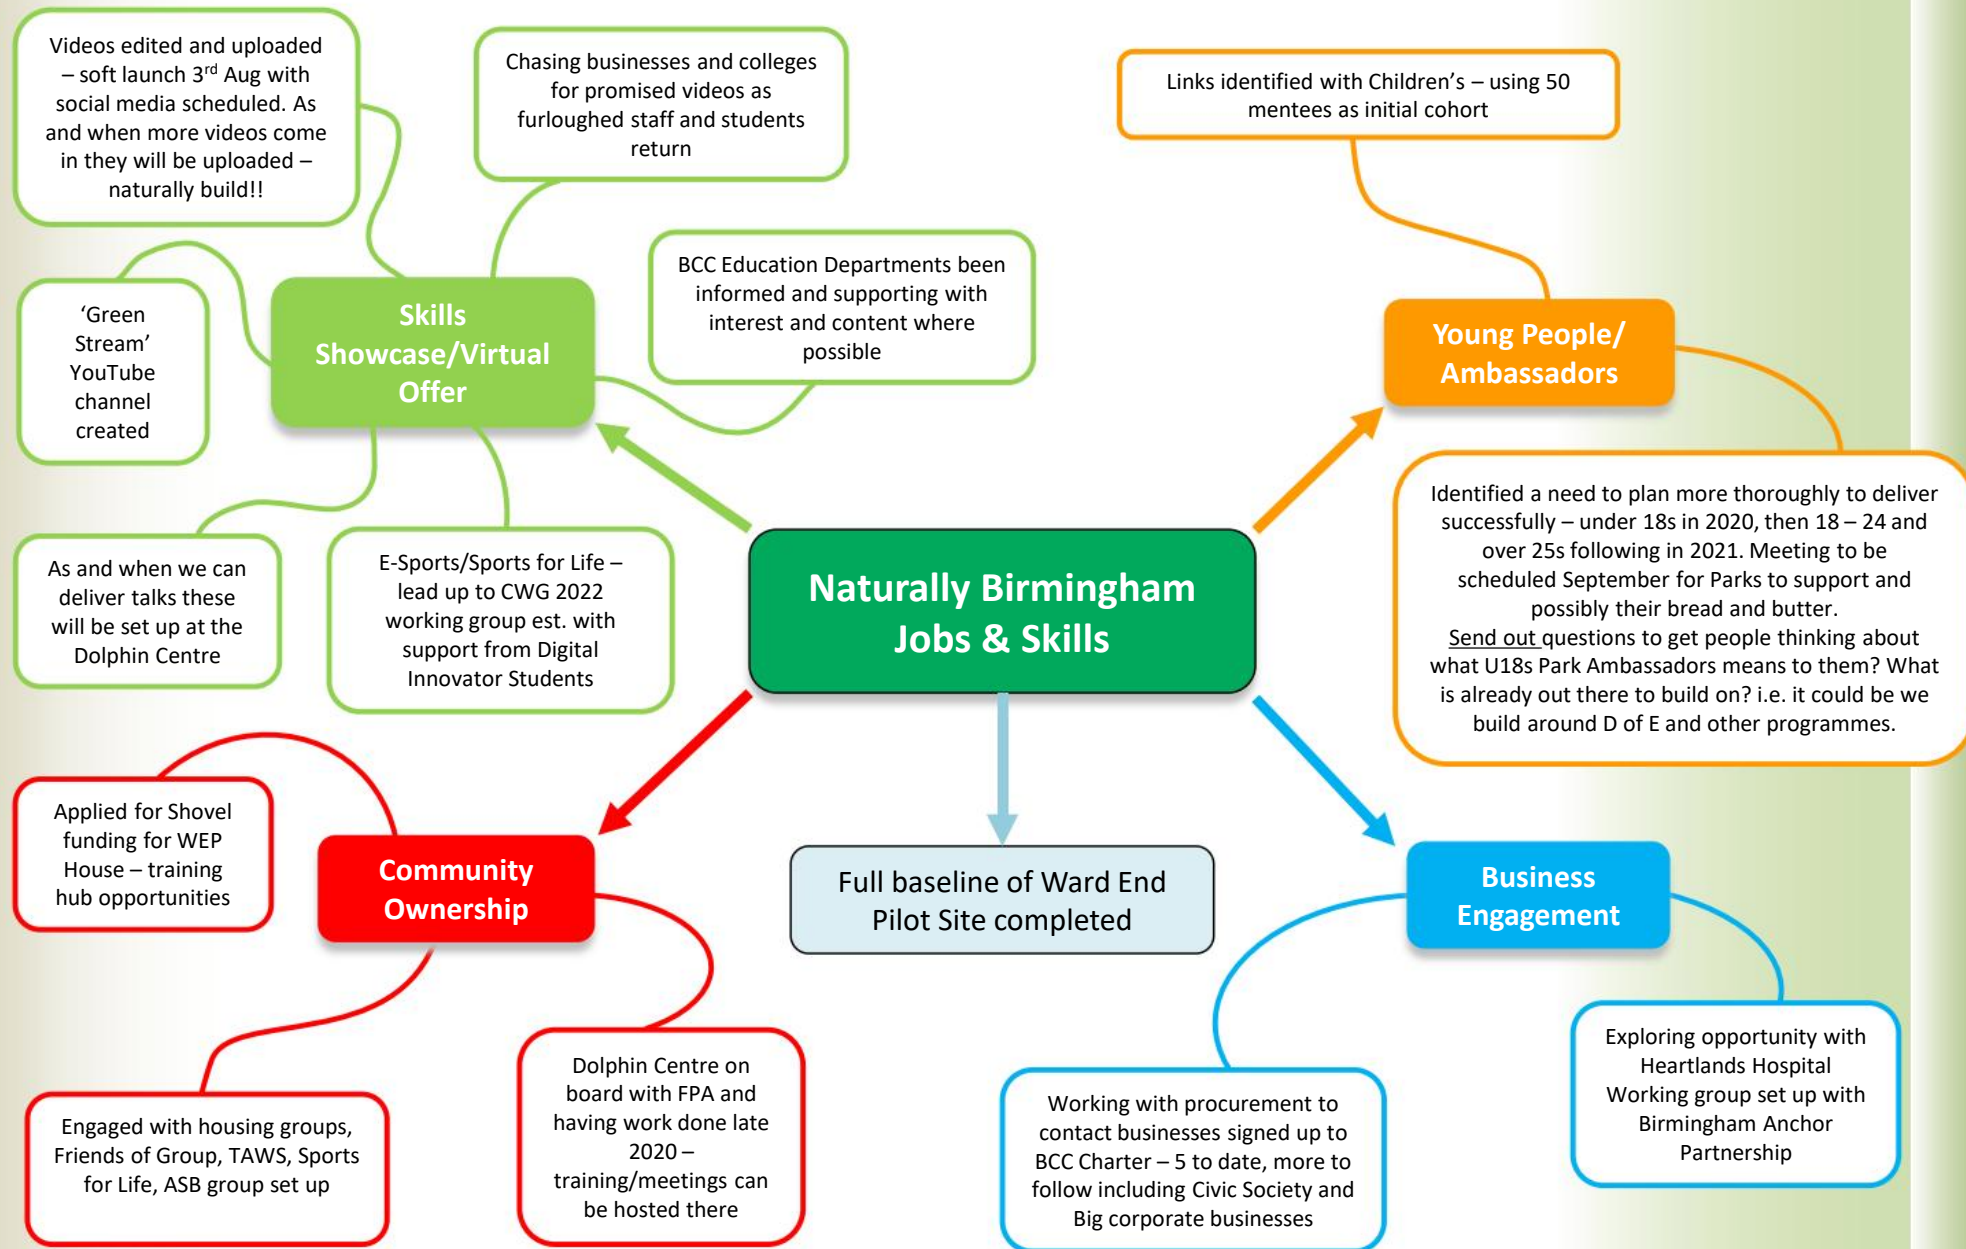 Videos edited and uploaded
– soft launch 3rd Aug with
social media scheduled. As
and when more videos come
in they will be uploaded –
naturally build!!
Chasing businesses and colleges
for promised videos as
furloughed staff and students
return
Links identified with Children's – using 50
mentees as initial cohort
'Green
Stream'
YouTube
channel
created
Skills
Showcase/Virtual
Offer
BCC Education Departments been
informed and supporting with
interest and content where
possible
Young People/
Ambassadors
As and when we can
deliver talks these
will be set up at the
Dolphin Centre
E-Sports/Sports for Life –
lead up to CWG 2022
working group est. with
support from Digital
Innovator Students
Naturally Birmingham
Jobs & Skills
Identified a need to plan more thoroughly to deliver
successfully – under 18s in 2020, then 18 – 24 and
over 25s following in 2021. Meeting to be
scheduled September for Parks to support and
possibly their bread and butter.
Send out questions to get people thinking about
what U18s Park Ambassadors means to them? What
is already out there to build on? i.e. it could be we
build around D of E and other programmes.
Applied for Shovel
funding for WEP
House – training
hub opportunities
Community
Ownership
Full baseline of Ward End
Pilot Site completed
Business
Engagement
Engaged with housing groups,
Friends of Group, TAWS, Sports
for Life, ASB group set up
Dolphin Centre on
board with FPA and
having work done late
2020 –
training/meetings can
be hosted there
Working with procurement to
contact businesses signed up to
BCC Charter – 5 to date, more to
follow including Civic Society and
Big corporate businesses
Exploring opportunity with
Heartlands Hospital
Working group set up with
Birmingham Anchor
Partnership